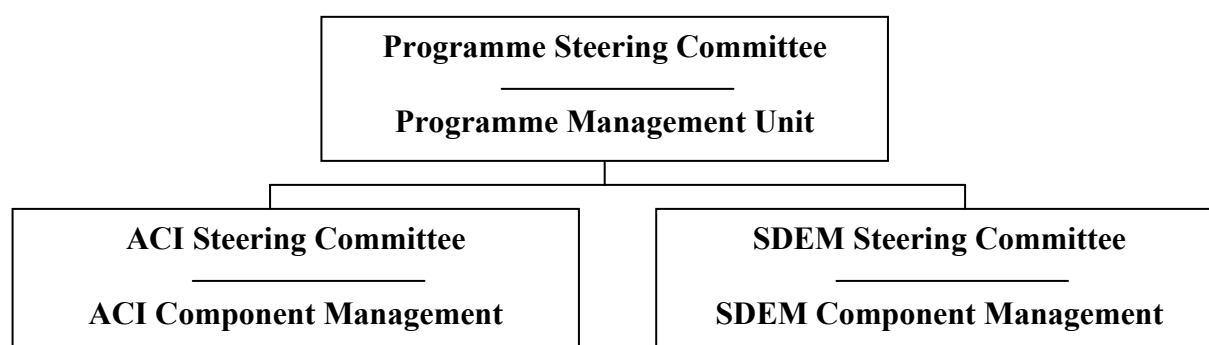 Programme Steering Committee
Programme Management Unit
ACI Steering Committee
ACI Component Management
SDEM Steering Committee
SDEM Component Management